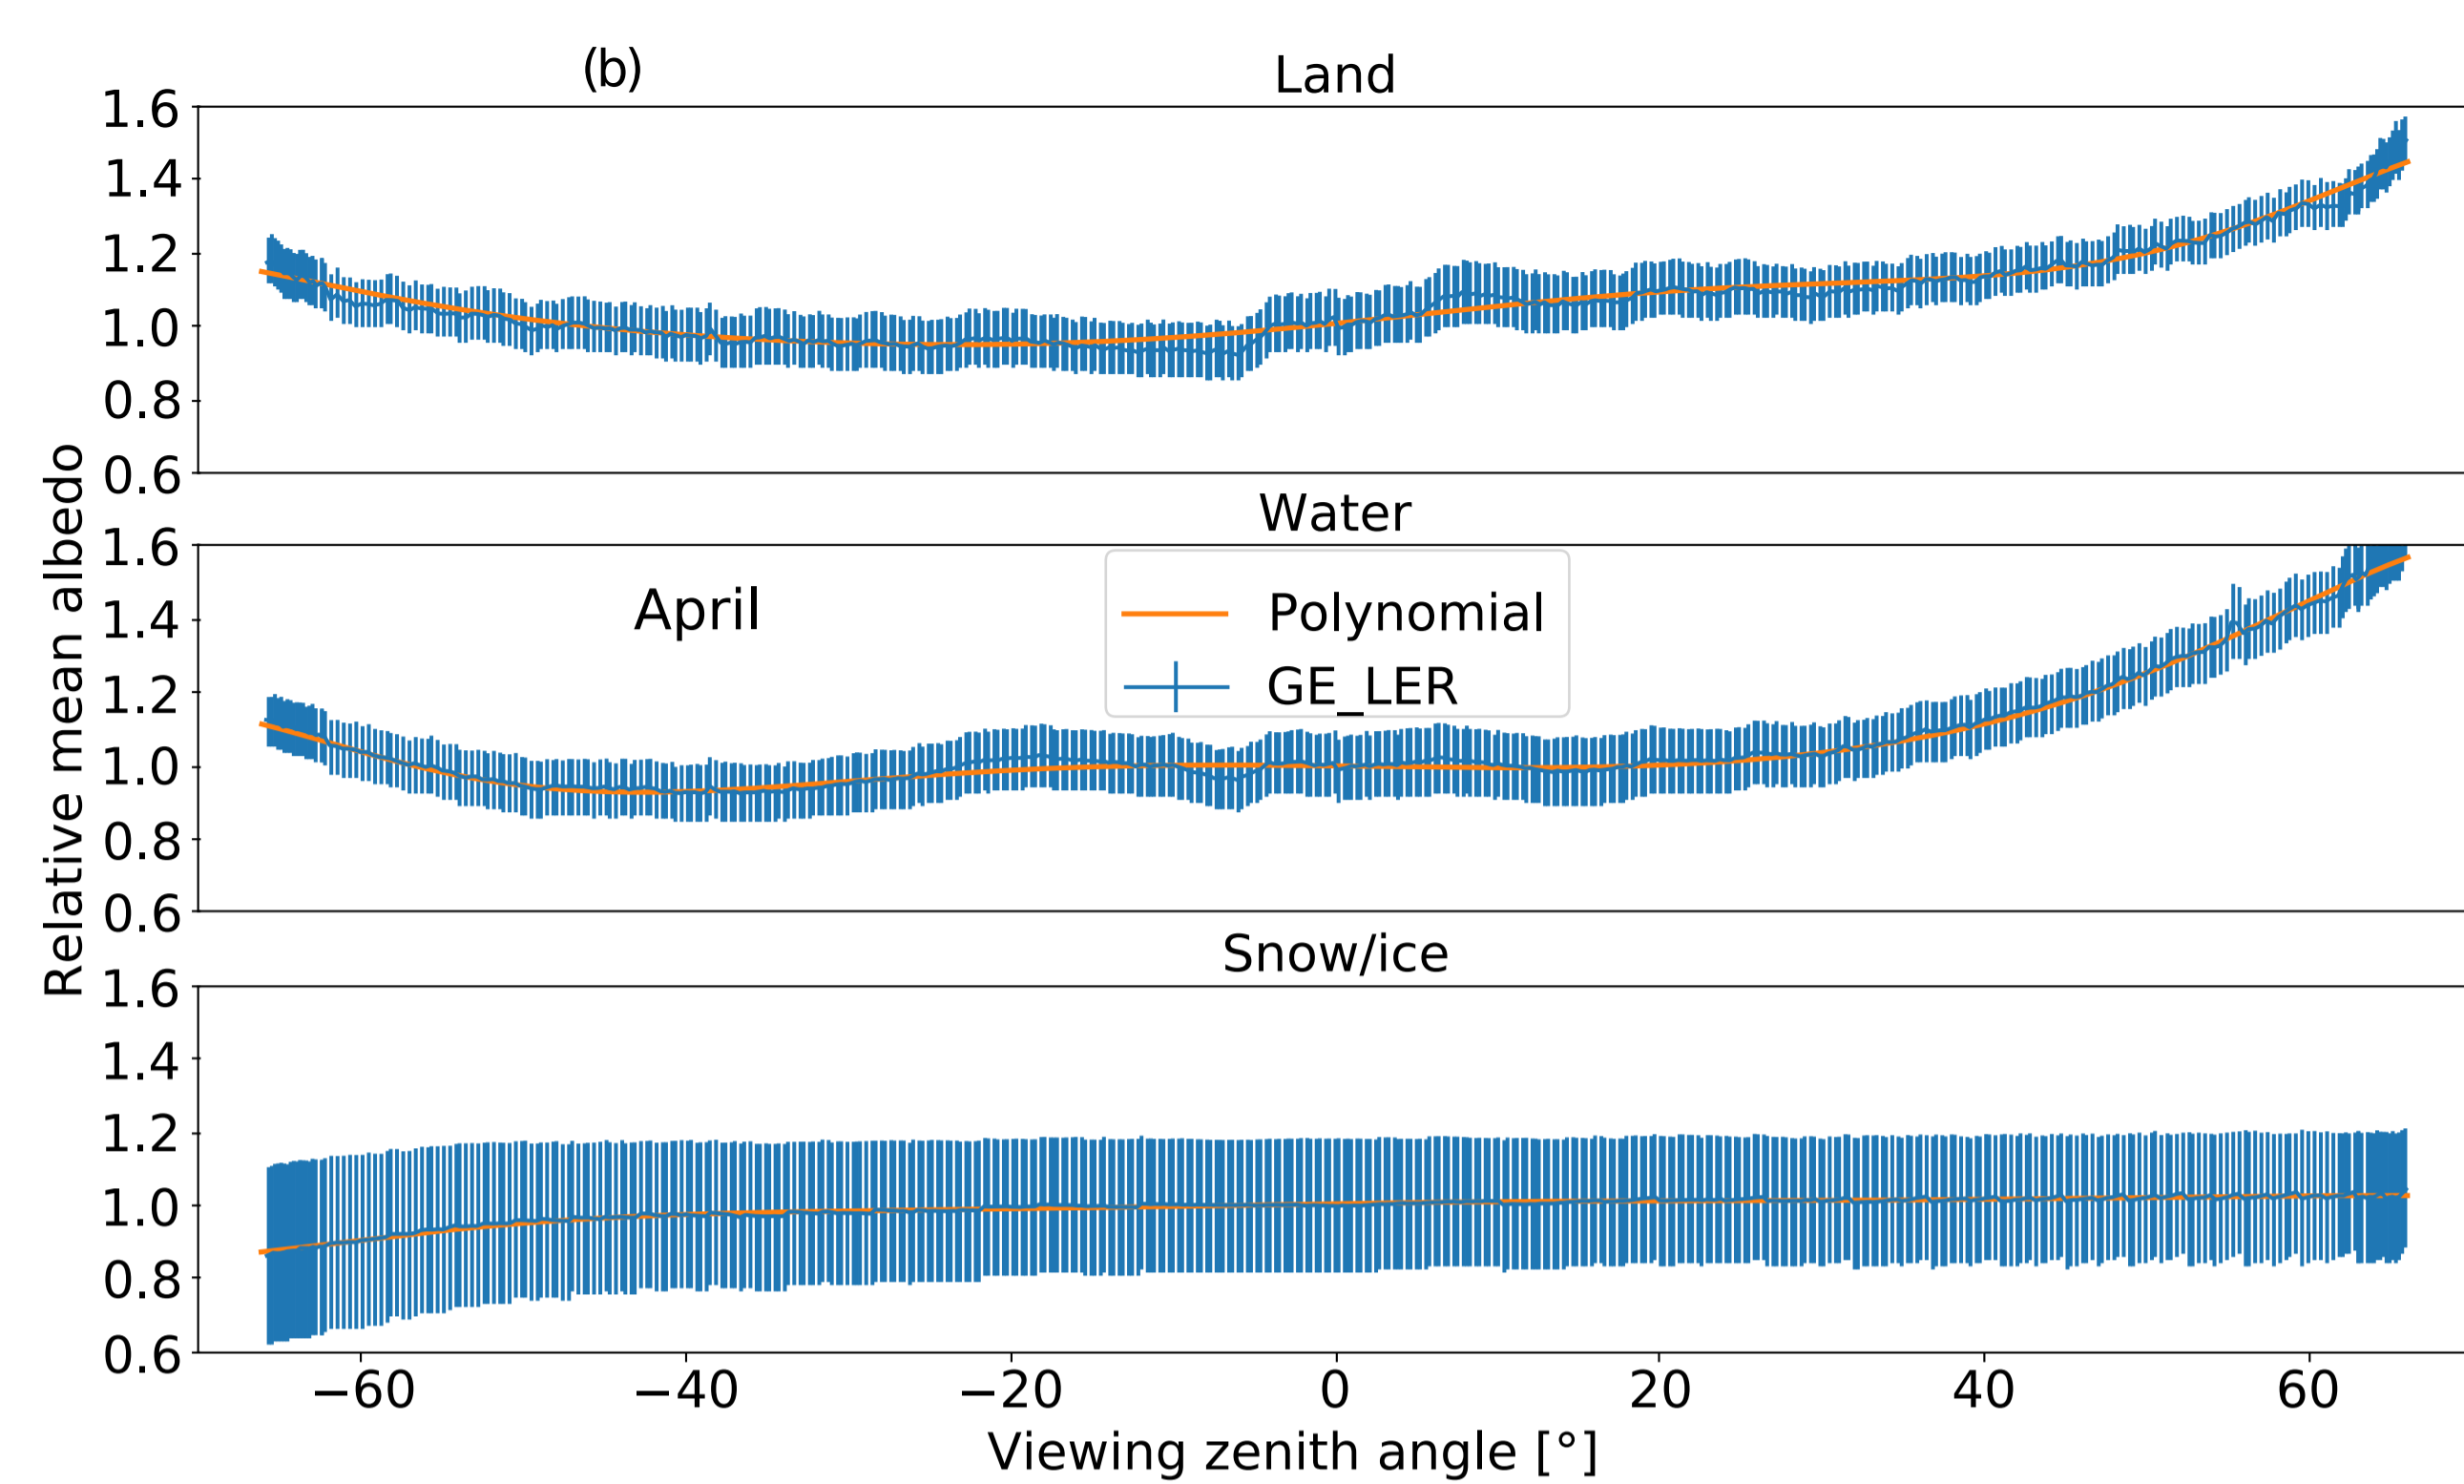 (b)
Land
1.6
1.4
1.2
1.0
0.8
0.6
Water
1.6
1.4
1.2
1.0
0.8
0.6
April
Polynomial
GE_LER
Snow/ice
1.6
1.4
1.2
1.0
0.8
0.6
Relative mean albedo
−60 −40 −20 0 20 40 60
Viewing zenith angle [°]